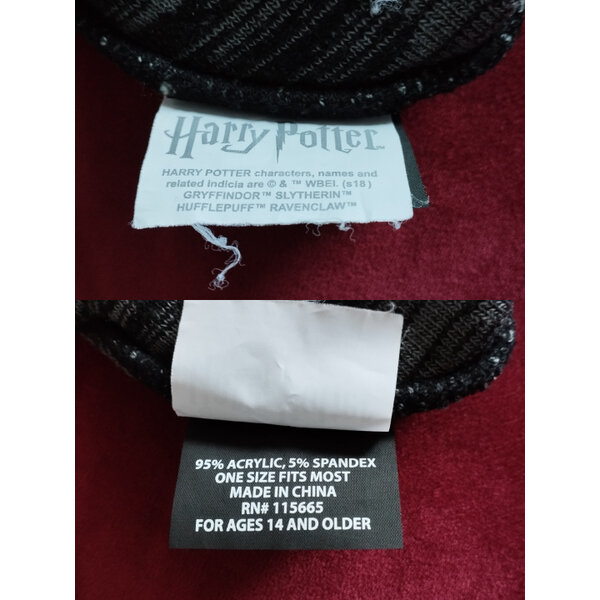 Harry Potter
HARRY POTTER characters, names and
related indicia are © & ™ WBEI. (s18)
GRYFFINDOR™ SLYTHERIN™
HUFFLEPUFF™ RAVENCLAW™
95% ACRYLIC, 5% SPANDEX
ONE SIZE FITS MOST
MADE IN CHINA
RN# 115665
FOR AGES 14 AND OLDER